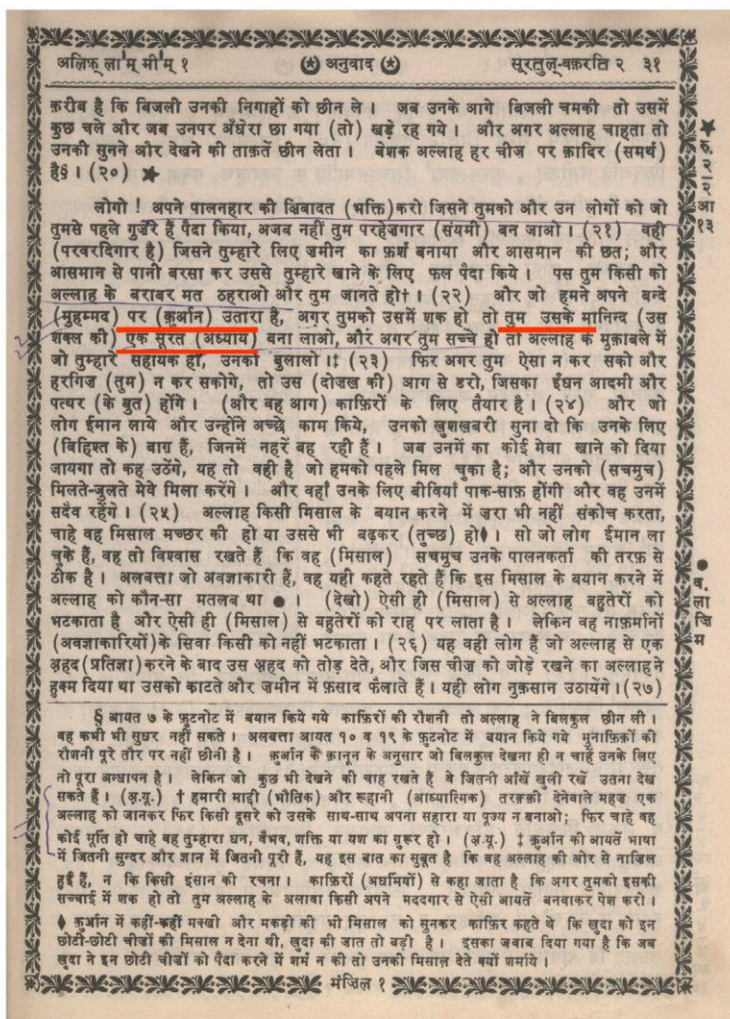 अलिफ़् ला'म् मी'म् १ अनुवाद सूरतुल्-बक़रति २ ३१
क़रीब है कि बिजली उनकी निगाहों को छीन ले । जब उनके आगे बिजली चमकी तो उसमें
कुछ चले और जब उनपर अँधेरा छा गया (तो) खड़े रह गये । और अगर अल्लाह चाहता तो
उनकी सुनने और देखने की ताक़तें छीन लेता । बेशक अल्लाह हर चीज पर क़ादिर (समर्थ)
है§ । (२०) ★
★ रु. २/२ आ १३
लोगो ! अपने पालनहार की अ़िबादत (भक्ति) करो जिसने तुमको और उन लोगों को जो
तुमसे पहले गुज़रे हैं पैदा किया, अजब नहीं तुम परहेजगार (संयमी) बन जाओ । (२१) वही
(परवरदिगार है) जिसने तुम्हारे लिए ज़मीन का फ़र्श बनाया और आसमान की छत; और
आसमान से पानी बरसा कर उससे तुम्हारे खाने के लिए फल पैदा किये । पस तुम किसी को
अल्लाह के बराबर मत ठहराओ और तुम जानते हो† । (२२) और जो हमने अपने बन्दे
(मुहम्मद) पर (क़ुर्आन) उतारा है, अगर तुमको उसमें शक हो तो तुम उसके मानिन्द (उस
शक्ल की) एक सूरत (अध्याय) बना लाओ, और अगर तुम सच्चे हो तो अल्लाह के मुक़ाबले में
जो तुम्हारे सहायक हों, उनको बुलालो ।‡ (२३) फिर अगर तुम ऐसा न कर सको और
हरगिज़ (तुम) न कर सकोगे, तो उस (दोजख की) आग से डरो, जिसका ईंधन आदमी और
पत्थर (के बुत) होंगे । (और वह आग) काफ़िरों के लिए तैयार है । (२४) और जो
लोग ईमान लाये और उन्होंने अच्छे काम किये, उनको खुशख़बरी सुना दो कि उनके लिए
(बिहिश्त के) बाग़ हैं, जिनमें नहरें बह रही हैं । जब उनमें का कोई मेवा खाने को दिया
जायगा तो कह उठेंगे, यह तो वही है जो हमको पहले मिल चुका है; और उनको (सचमुच)
मिलते-जुलते मेवे मिला करेंगे । और वहाँ उनके लिए बीवियाँ पाक-साफ़ होंगी और वह उनमें
सदैव रहेंगे । (२५) अल्लाह किसी मिसाल के बयान करने में ज़रा भी नहीं संकोच करता,
चाहे वह मिसाल मच्छर की हो या उससे भी बढ़कर (तुच्छ) हो♦ । सो जो लोग ईमान ला
चुके हैं, वह तो विश्वास रखते हैं कि वह (मिसाल) सचमुच उनके पालनकर्ता की तरफ़ से
ठीक है । अलबत्ता जो अवज्ञाकारी हैं, वह यही कहते रहते हैं कि इस मिसाल के बयान करने में
अल्लाह को कौन-सा मतलब था ● । (देखो) ऐसी ही (मिसाल) से अल्लाह बहुतेरों को
भटकाता है और ऐसी ही (मिसाल) से बहुतेरों को राह पर लाता है । लेकिन वह नाफ़र्मानों
(अवज्ञाकारियों)के सिवा किसी को नहीं भटकाता । (२६) यह वही लोग हैं जो अल्लाह से एक
अ़हद(प्रतिज्ञा)करने के बाद उस अ़हद को तोड़ देते, और जिस चीज़ को जोड़े रखने का अल्लाहने
हुक्म दिया था उसको काटते और ज़मीन में फ़साद फैलाते हैं । यही लोग नुक़सान उठायेंगे ।(२७)
● व. ला जि म
§ आयत ७ के फ़ुटनोट में बयान किये गये काफ़िरों की रौशनी तो अल्लाह ने बिलकुल छीन ली ।
वह कभी भी सुधर नहीं सकते । अलबत्ता आयत १० व १९ के फ़ुटनोट में बयान किये गये मुनाफ़िक़ों की
रौशनी पूरे तौर पर नहीं छीनी है । क़ुर्आन के क़ानून के अनुसार जो बिलकुल देखना ही न चाहें उनके लिए
तो पूरा अन्धापन है । लेकिन जो कुछ भी देखने की चाह रखते हैं वे जितनी आँखें खुली रखें उतना देख
सकते हैं । (अ़.यू.) † हमारी माद्दी (भौतिक) और रूहानी (आध्यात्मिक) तरक़्क़ी देनेवाले महज़ एक
अल्लाह को जानकर फिर किसी दूसरे को उसके साथ-साथ अपना सहारा या पूज्य न बनाओ; फिर चाहे वह
कोई मूर्ति हो चाहे वह तुम्हारा धन, वैभव, शक्ति या यश का ग़ुरूर हो । (अ़.यू.) ‡ क़ुर्आन की आयतें भाषा
में जितनी सुन्दर और ज्ञान में जितनी पूरी हैं, यह इस बात का सुबूत है कि वह अल्लाह की ओर से नाज़िल
हुई हैं, न कि किसी इंसान की रचना । काफ़िरों (अधर्मियों) से कहा जाता है कि अगर तुमको इसकी
सच्चाई में शक हो तो तुम अल्लाह के अलावा किसी अपने मददगार से ऐसी आयतें बनवाकर पेश करो ।
♦ क़ुर्आन में कहीं-कहीं मक्खी और मकड़ी की भी मिसाल को सुनकर काफ़िर कहते थे कि ख़ुदा को इन
छोटी-छोटी चीजों की मिसाल न देना थी, ख़ुदा की जात तो बड़ी है । इसका जवाब दिया गया है कि जब
ख़ुदा ने इन छोटी चीजों को पैदा करने में शर्म न की तो उनकी मिसाल देते क्यों शर्माये ।
मंज़िल १